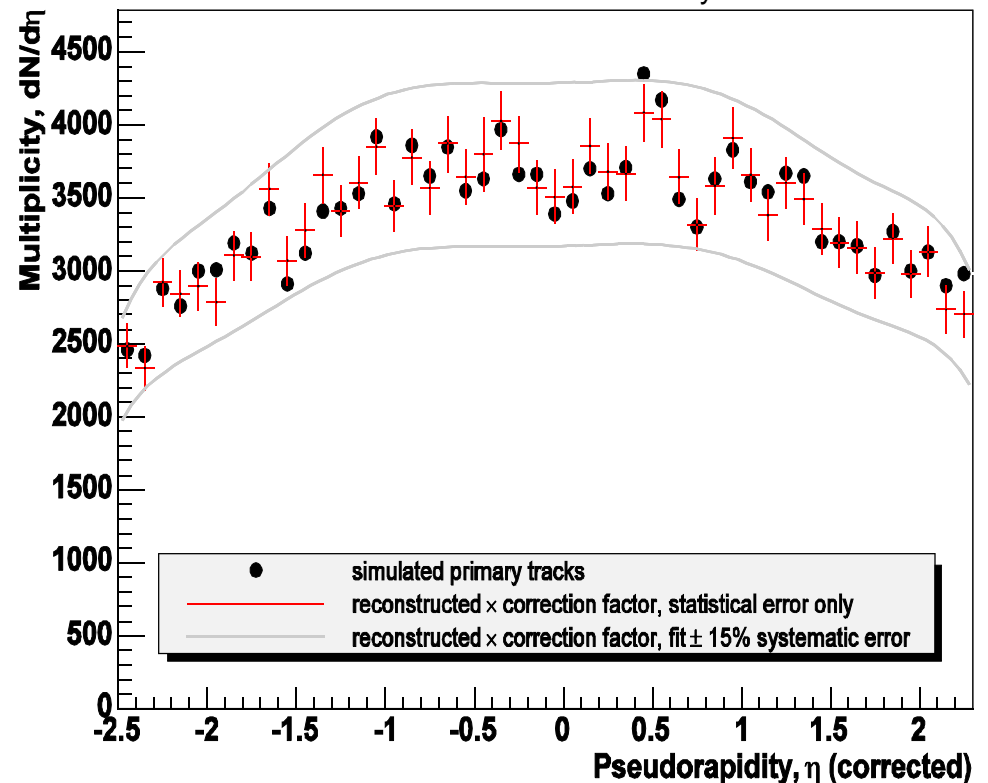 Multiplicity, dN/dη
4500
4000
3500
3000
2500
2000
1500
1000
500
0
simulated primary tracks
reconstructed × correction factor, statistical error only
reconstructed × correction factor, fit ± 15% systematic error
-2.5 -2 -1.5 -1 -0.5 0 0.5 1 1.5 2
Pseudorapidity, η (corrected)